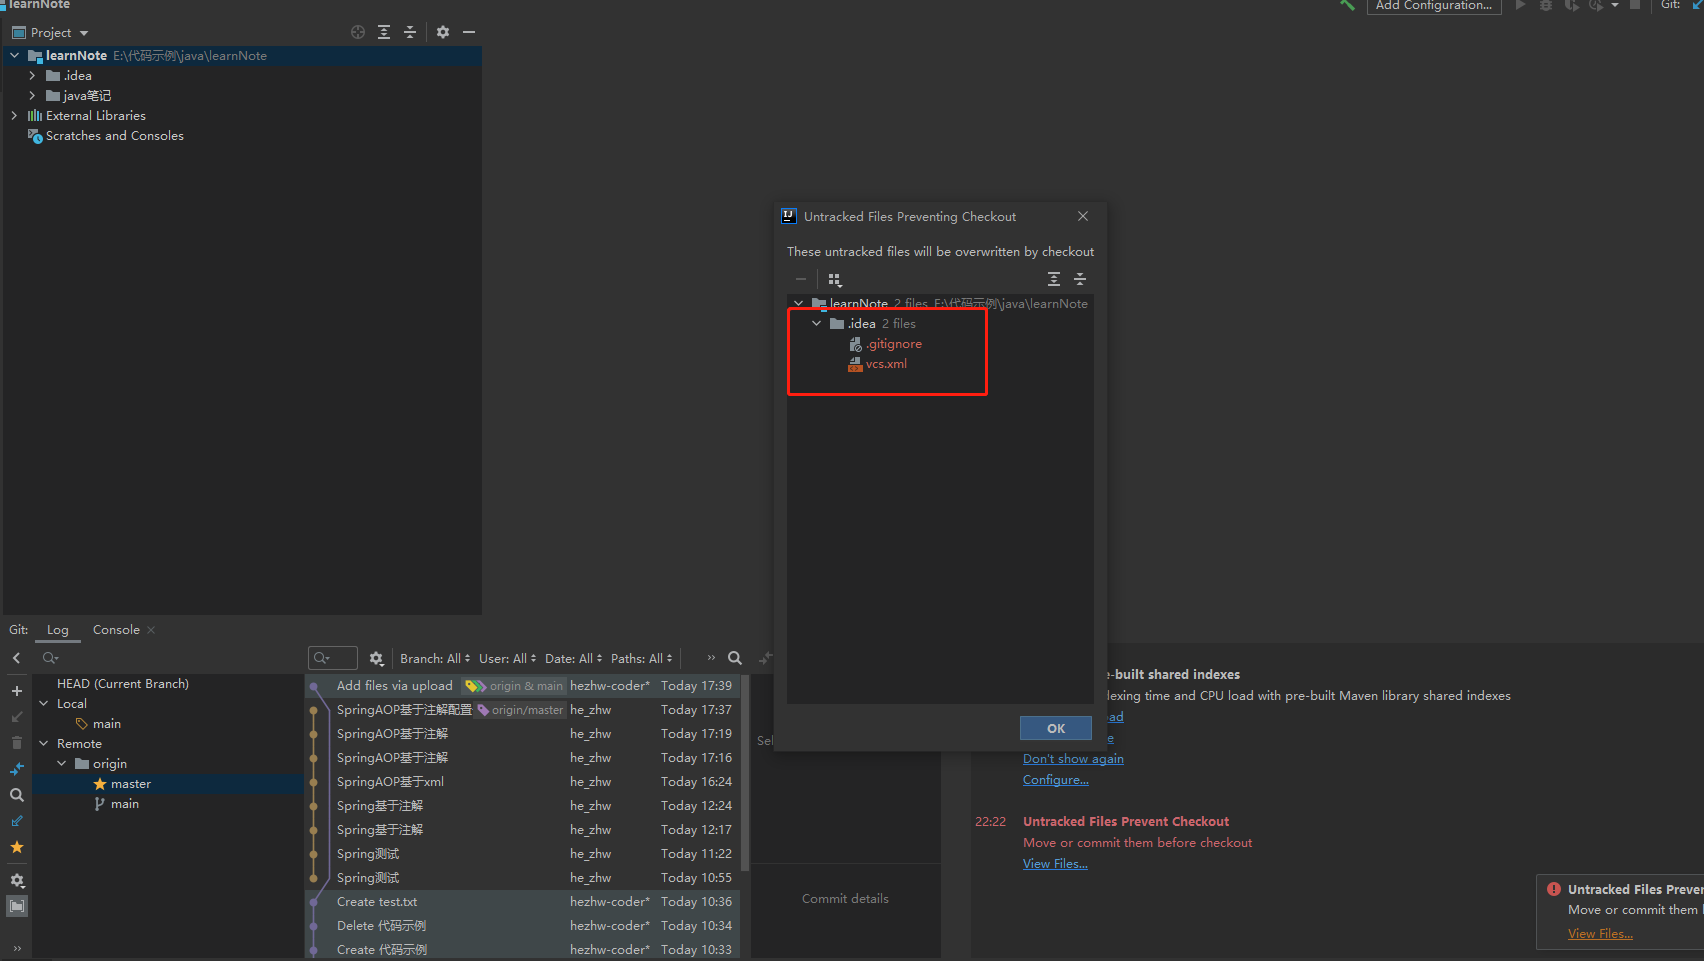 learnNote
Add Configuration...
Git:
Project
learnNote E:\代码示例\java\learnNote
.idea
java笔记
External Libraries
Scratches and Consoles
Untracked Files Preventing Checkout
These untracked files will be overwritten by checkout
learnNote 2 files E:\代码示例\java\learnNote
.idea 2 files
.gitignore
vcs.xml
OK
Git: Log Console
Branch: All User: All Date: All Paths: All
HEAD (Current Branch)
Local
main
Remote
origin
master
main
Add files via upload origin & main hezhw-coder* Today 17:39
SpringAOP基于注解配置 origin/master he_zhw Today 17:37
SpringAOP基于注解 he_zhw Today 17:19
SpringAOP基于注解 he_zhw Today 17:16
SpringAOP基于xml he_zhw Today 16:24
Spring基于注解 he_zhw Today 12:24
Spring基于注解 he_zhw Today 12:17
Spring测试 he_zhw Today 11:22
Spring测试 he_zhw Today 10:55
Create test.txt hezhw-coder* Today 10:36
Delete 代码示例 hezhw-coder* Today 10:34
Create 代码示例 hezhw-coder* Today 10:33
Sel
Commit details
e-built shared indexes
lexing time and CPU load with pre-built Maven library shared indexes
ad
e
Don't show again
Configure...
22:22 Untracked Files Prevent Checkout
Move or commit them before checkout
View Files...
Untracked Files Preven
Move or commit them
View Files...